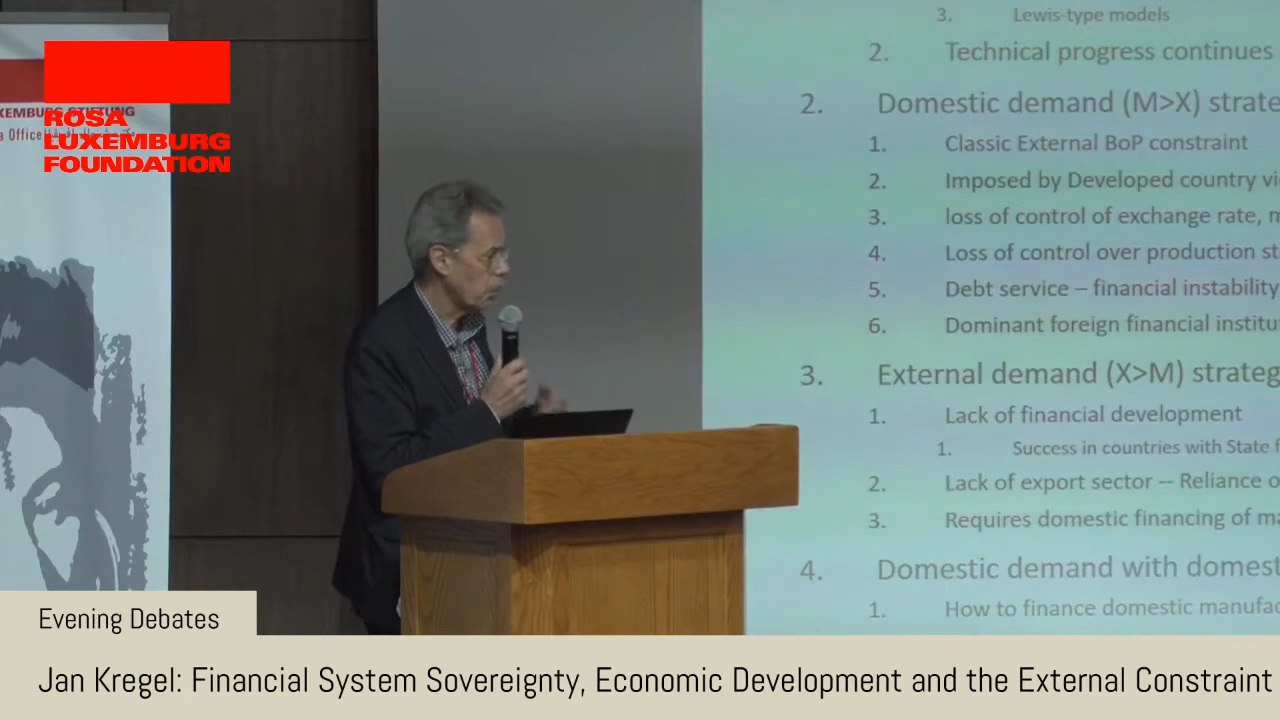 XEMBURG STIFTUNG
a Office
ROSA
LUXEMBURG
FOUNDATION
3. Lewis-type models
2. Technical progress continues
2. Domestic demand (M>X) strate
1. Classic External BoP constraint
2. Imposed by Developed country vi
3. loss of control of exchange rate, m
4. Loss of control over production st
5. Debt service – financial instability
6. Dominant foreign financial institu
3. External demand (X>M) strateg
1. Lack of financial development
1. Success in countries with State f
2. Lack of export sector -- Reliance o
3. Requires domestic financing of ma
4. Domestic demand with domest
1. How to finance domestic manufac
Evening Debates
Jan Kregel: Financial System Sovereignty, Economic Development and the External Constraint